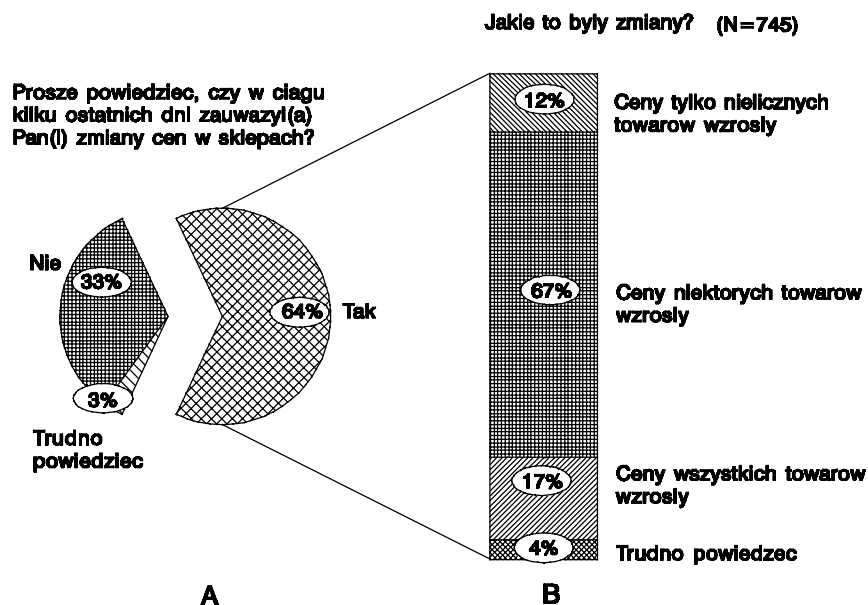 Jakie to byly zmiany? (N=745)
Prosze powiedziec, czy w ciagu
kilku ostatnich dni zauwazyl(a)
Pan(i) zmiany cen w sklepach?
Nie
33%
3%
Trudno
powiedziec
64%
Tak
12%
Ceny tylko nielicznych
towarow wzrosly
67%
Ceny niektorych towarow
wzrosly
17%
Ceny wszystkich towarow
wzrosly
4%
Trudno powiedzec
A
B